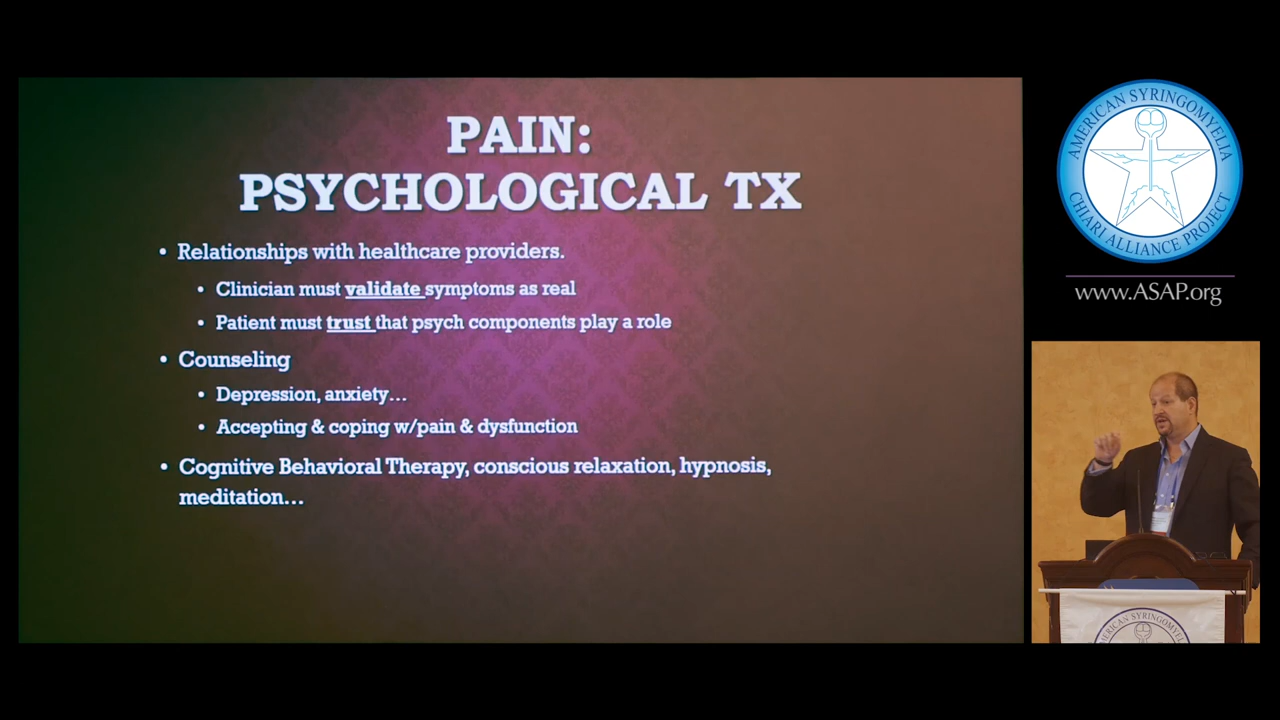 PAIN:
PSYCHOLOGICAL TX
• Relationships with healthcare providers.
• Clinician must validate symptoms as real
• Patient must trust that psych components play a role
• Counseling
• Depression, anxiety...
• Accepting & coping w/pain & dysfunction
• Cognitive Behavioral Therapy, conscious relaxation, hypnosis,
meditation...
AMERICAN SYRINGOMYELIA
CHIARI ALLIANCE PROJECT
www.ASAP.org
AMERICAN SYRINGOMYELIA